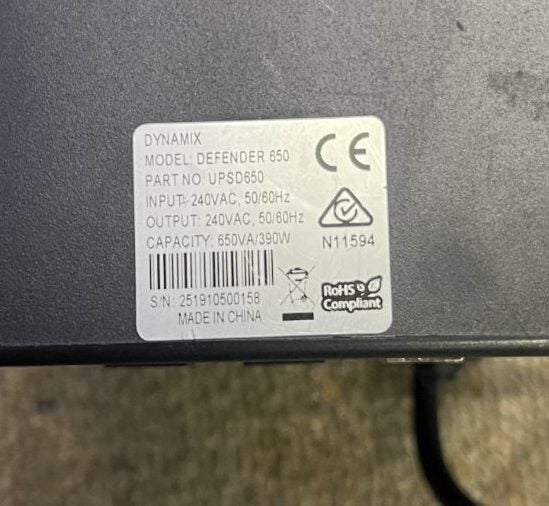 DYNAMIX
MODEL: DEFENDER 650
PART NO: UPSD650
INPUT: 240VAC, 50/60Hz
OUTPUT: 240VAC, 50/60Hz
CAPACITY: 650VA/390W
S/N: 251910500158
MADE IN CHINA
CE
N11594
RoHS
Compliant